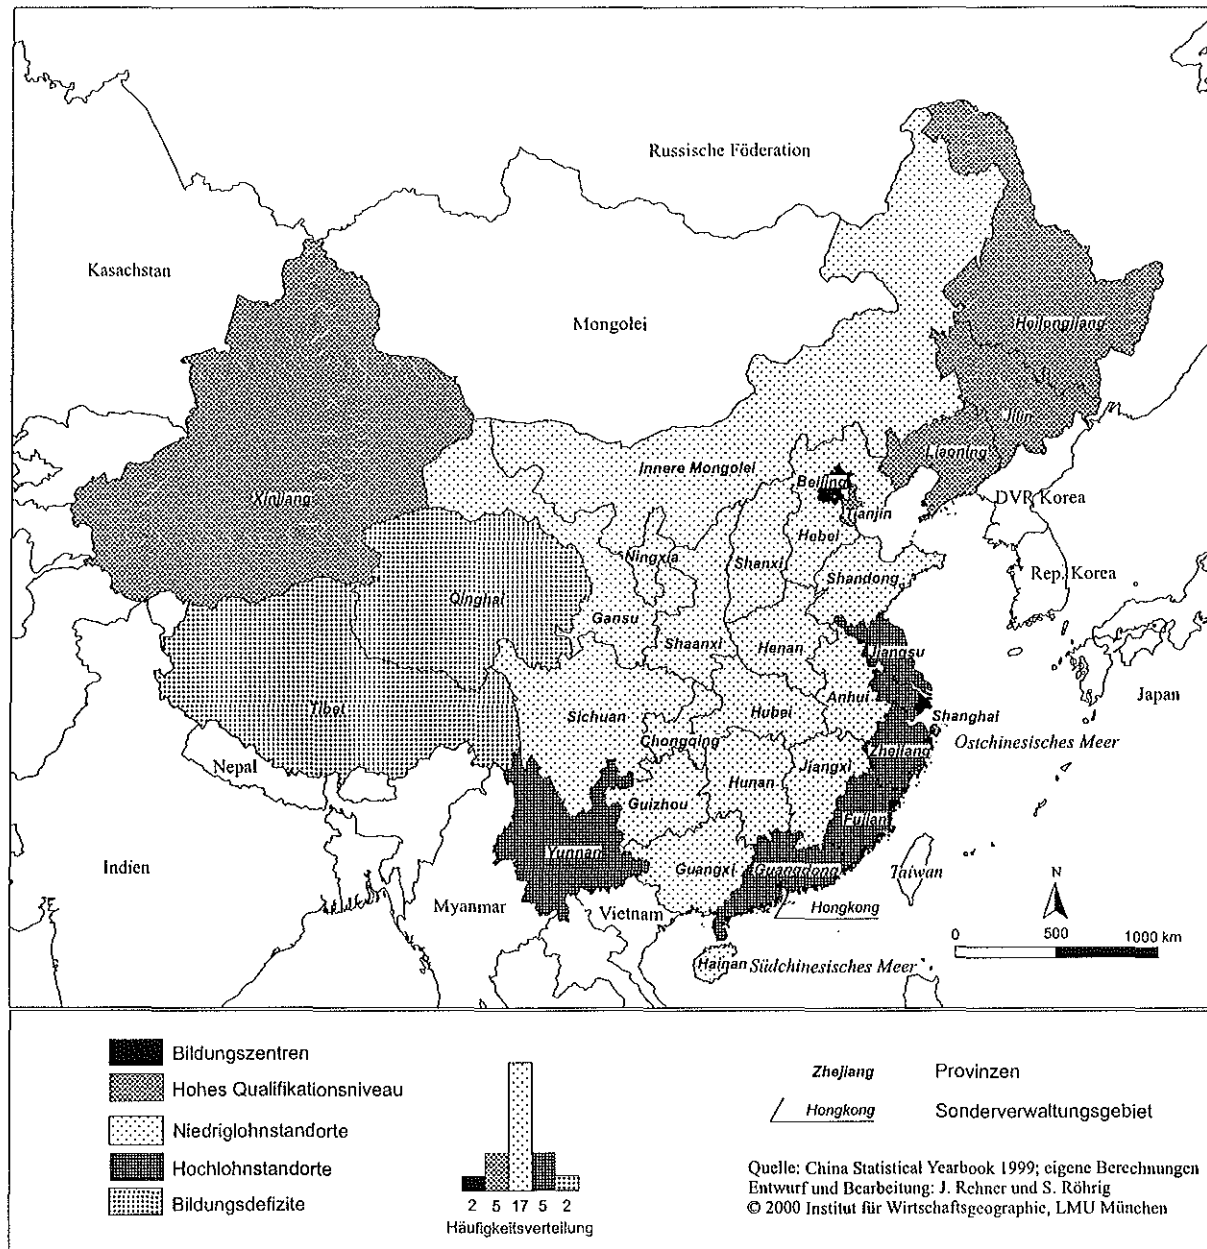 Russische Föderation
Kasachstan
Mongolei
Heilongjiang
Jilin
Liaoning
Innere Mongolei
Beijing
Xinjiang
Tianjin
DVR Korea
Hebei
Ningxia
Shanxi
Shandong
Rep. Korea
Qinghai
Gansu
Shaanxi
Henan
Jiangsu
Tibet
Sichuan
Hubei
Anhui
Japan
Shanghai
Chongqing
Ostchinesisches Meer
Zhejiang
Nepal
Jiangxi
Hunan
Guizhou
Fujian
Yunnan
Indien
Guangxi
Guangdong
Taiwan
N
Myanmar
Vietnam
Hongkong
0 500 1000 km
Hainan
Südchinesisches Meer
Bildungszentren
Hohes Qualifikationsniveau
Niedriglohnstandorte
Hochlohnstandorte
Bildungsdefizite
2 5 17 5 2
Häufigkeitsverteilung
Zhejiang Provinzen
Hongkong Sonderverwaltungsgebiet
Quelle: China Statistical Yearbook 1999; eigene Berechnungen
Entwurf und Bearbeitung: J. Rehner und S. Röhrig
© 2000 Institut für Wirtschaftsgeographie, LMU München